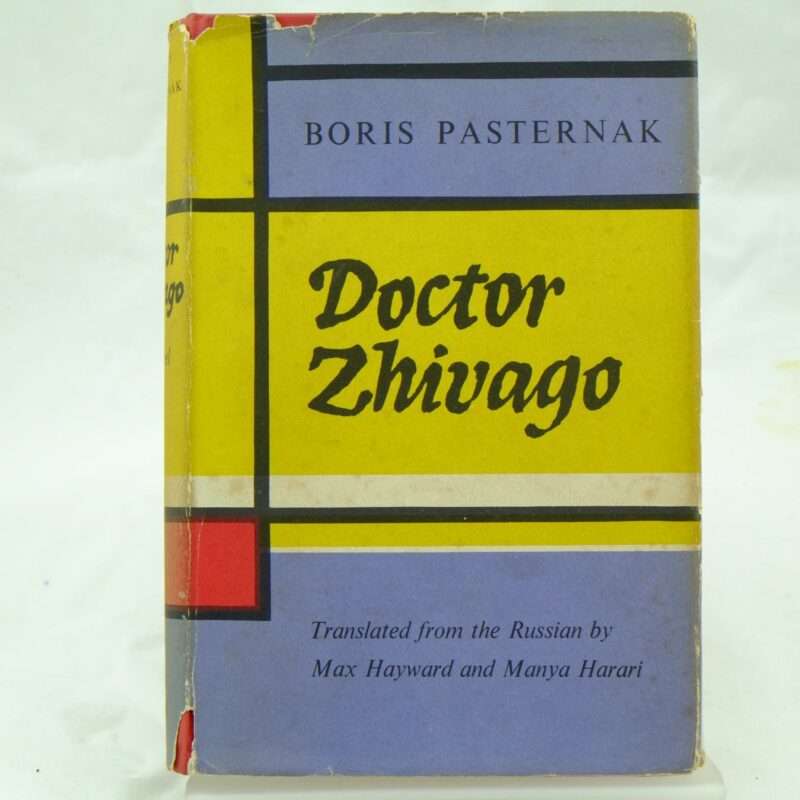 BORIS PASTERNAK
Doctor
Zhivago
Translated from the Russian by
Max Hayward and Manya Harari